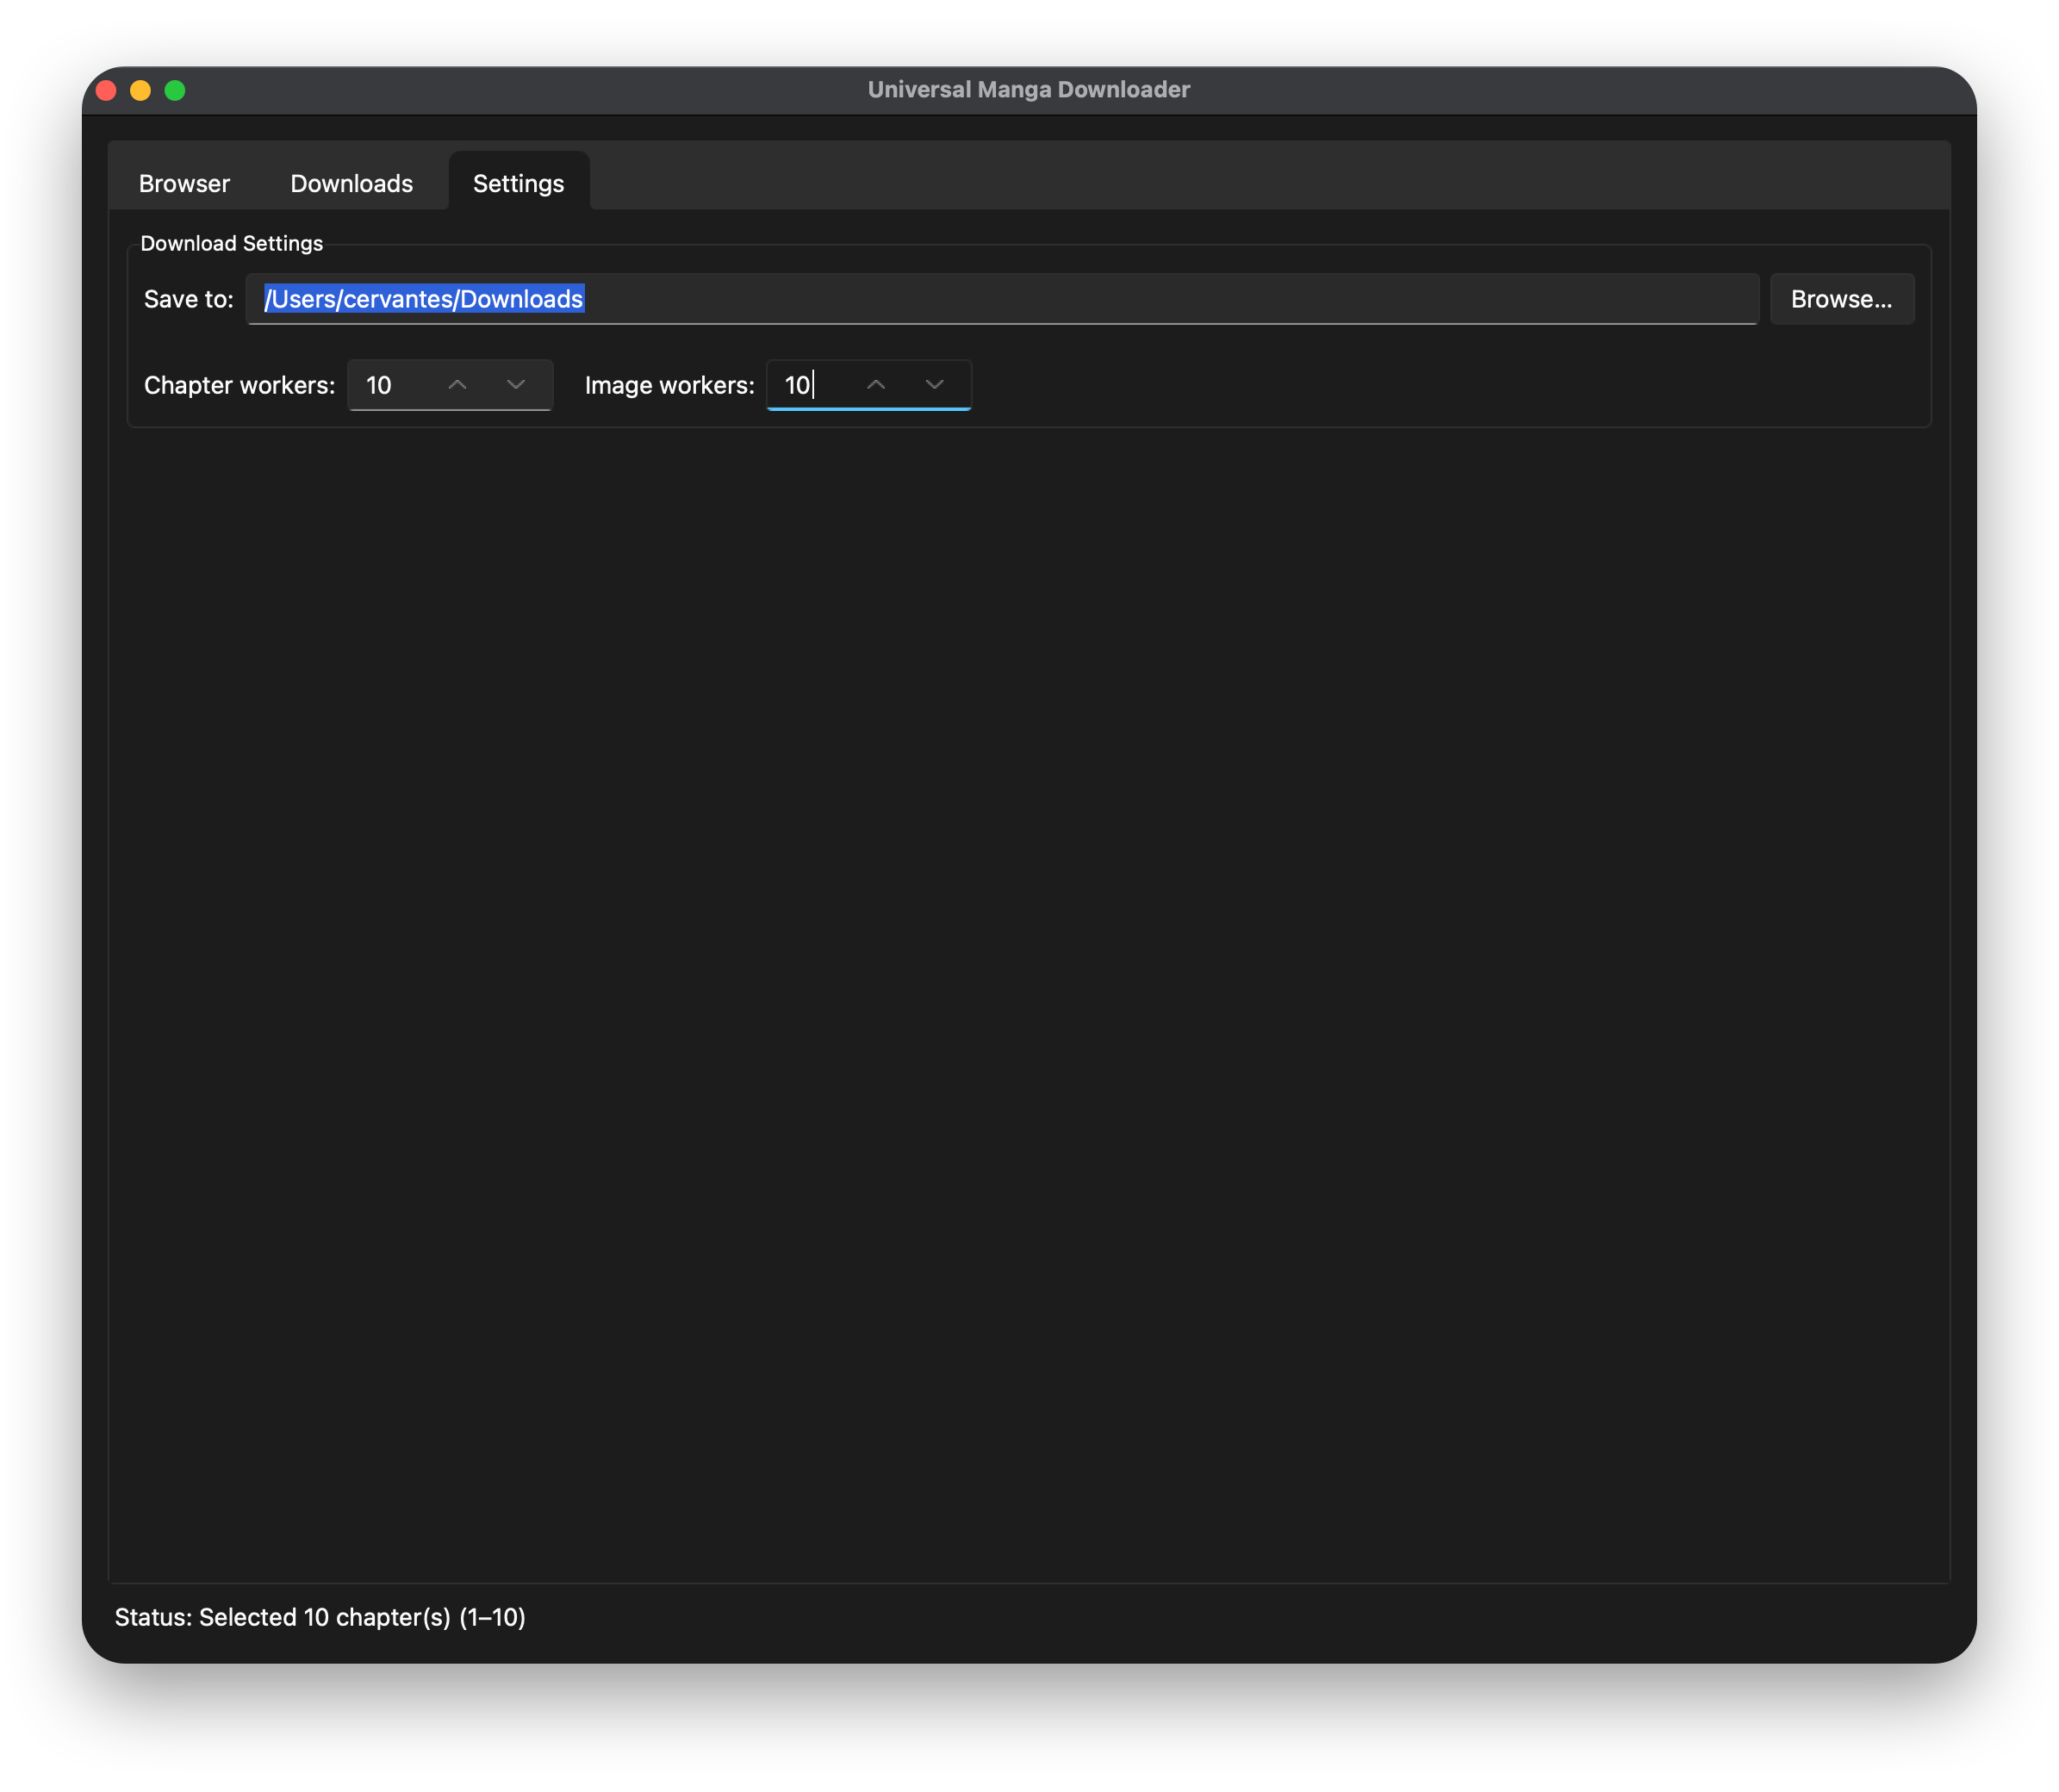 Universal Manga Downloader
Browser Downloads Settings
Download Settings
Save to: /Users/cervantes/Downloads Browse...
Chapter workers: 10 Image workers: 10
Status: Selected 10 chapter(s) (1–10)